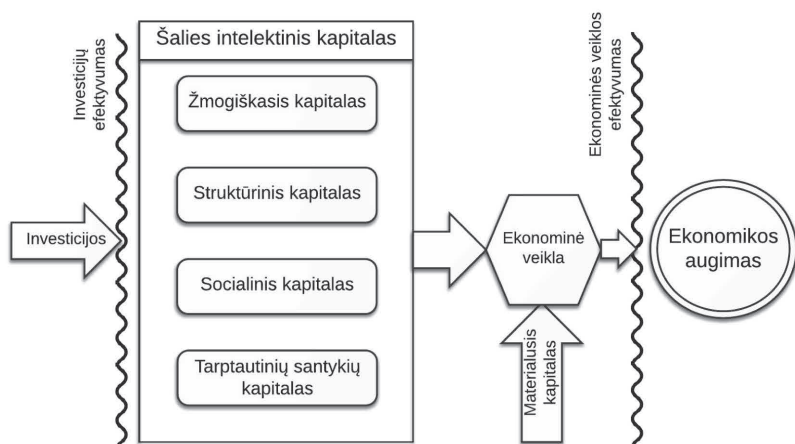 Investicijų
efektyvumas
Šalies intelektinis kapitalas
Žmogiškasis kapitalas
Struktūrinis kapitalas
Socialinis kapitalas
Tarptautinių santykių
kapitalas
Investicijos
Ekonominė
veikla
Materialusis
kapitalas
Ekonominės veiklos
efektyvumas
Ekonomikos
augimas